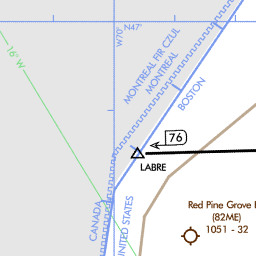 N47°
W70°
16°W
MONTREAL FIR CZUL
MONTREAL
BOSTON
76
LABRE
CANADA
UNITED STATES
Red Pine Grove
(82ME)
1051 - 32